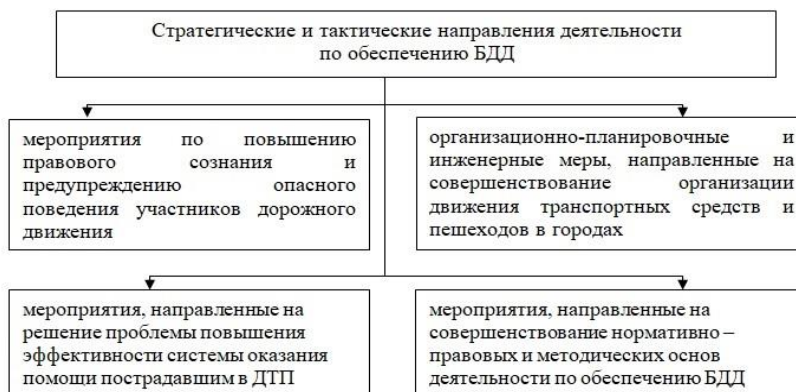 Стратегические и тактические направления деятельности
по обеспечению БДД
мероприятия по повышению
правового сознания и
предупреждению опасного
поведения участников дорожного
движения
организационно-планировочные и
инженерные меры, направленные на
совершенствование организации
движения транспортных средств и
пешеходов в городах
мероприятия, направленные на
решение проблемы повышения
эффективности системы оказания
помощи пострадавшим в ДТП
мероприятия, направленные на
совершенствование нормативно –
правовых и методических основ
деятельности по обеспечению БДД